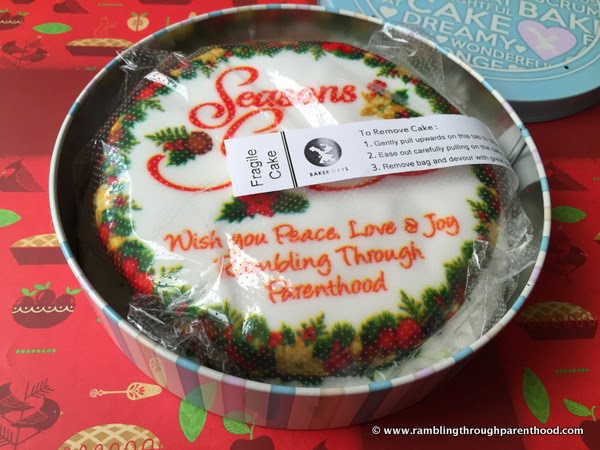 CAKE
BAK
DREAMY
WONDERFUL
Seasons
Fragile
Cake
BAKER DAYS
To Remove Cake :
1. Gently pull upwards on this tab to
2. Ease out carefully pulling on the
3. Remove bag and devour with
Wish you Peace, Love & Joy
Through
Parenthood
© www.ramblingthroughparenthood.com